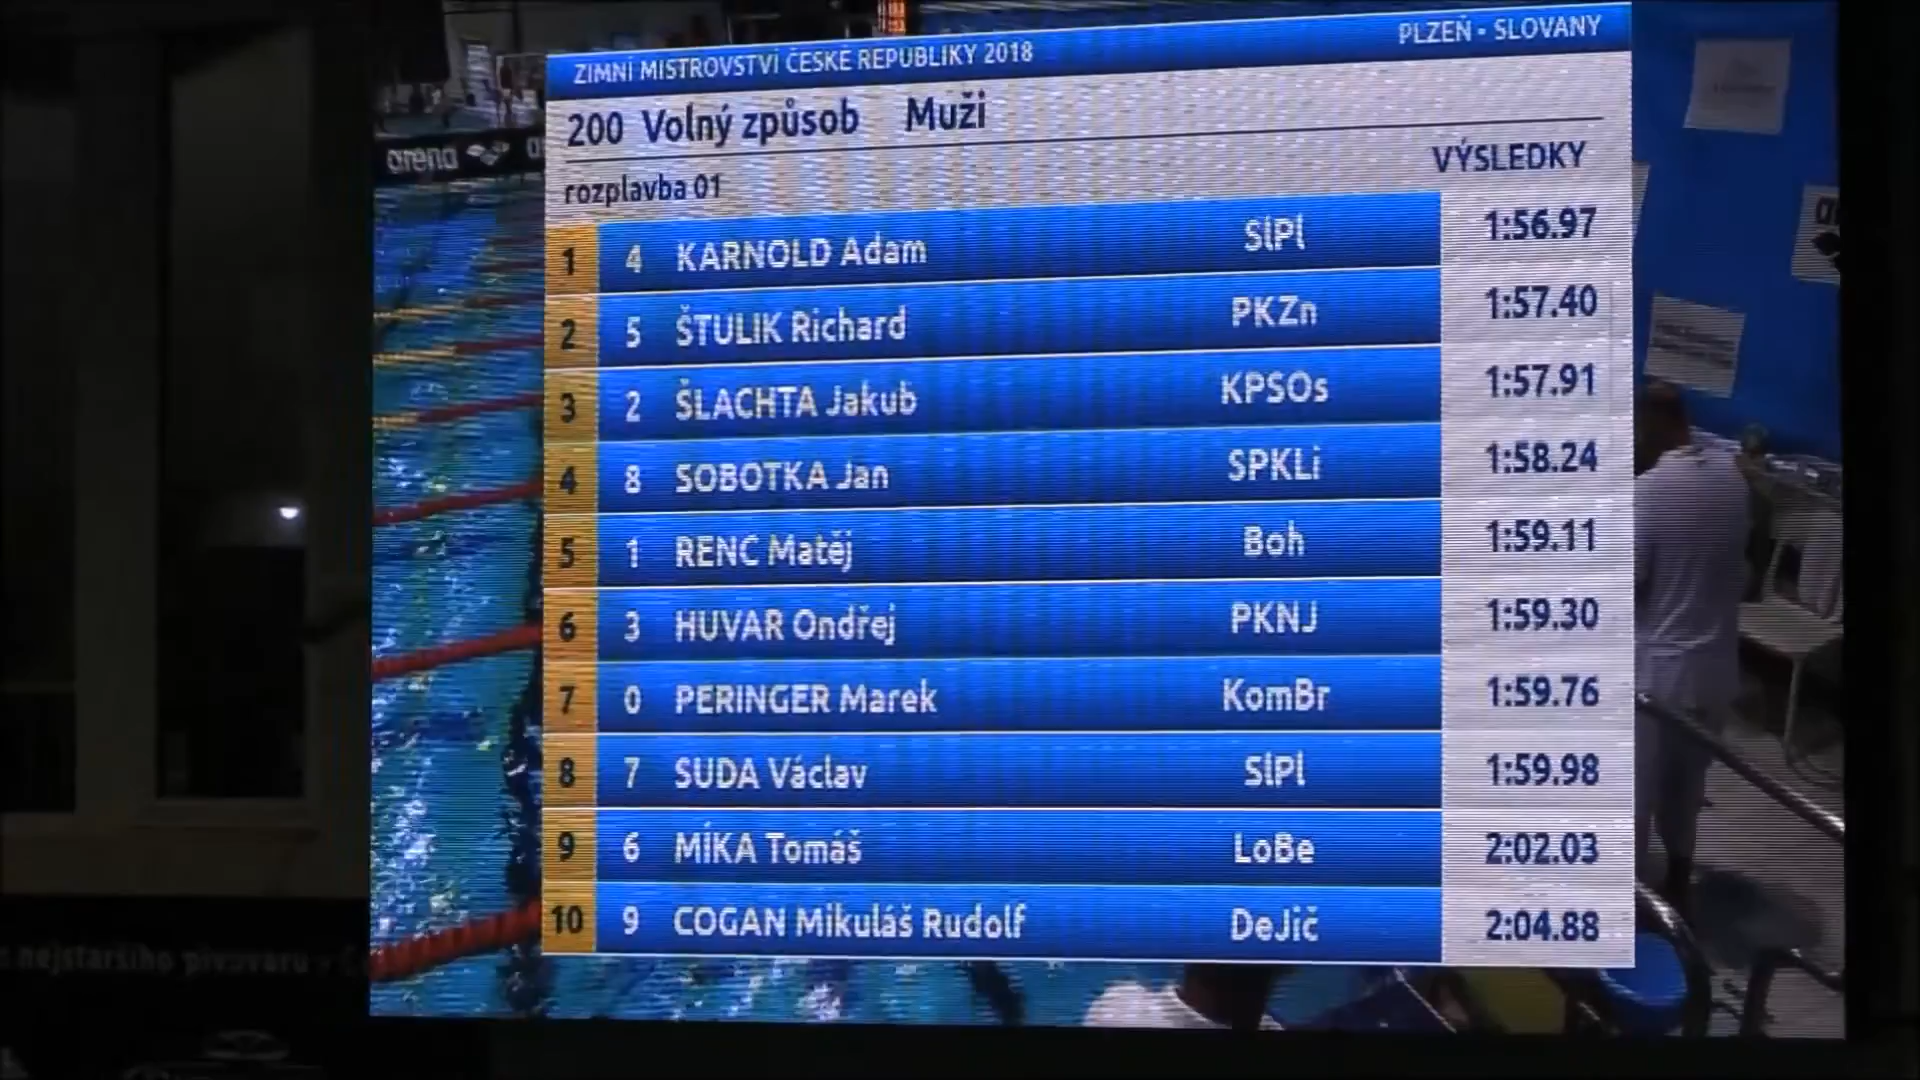 ZIMNÍ MISTROVSTVÍ ČESKÉ REPUBLIKY 2018 PLZEŇ - SLOVANY
200 Volný způsob Muži
VÝSLEDKY
rozplavba 01
1 4 KARNOLD Adam SlPl 1:56.97
2 5 ŠTULIK Richard PKZn 1:57.40
3 2 ŠLACHTA Jakub KPSOs 1:57.91
4 8 SOBOTKA Jan SPKLi 1:58.24
5 1 RENC Matěj Boh 1:59.11
6 3 HUVAR Ondřej PKNJ 1:59.30
7 0 PERINGER Marek KomBr 1:59.76
8 7 SUDA Václav SlPl 1:59.98
9 6 MÍKA Tomáš LoBe 2:02.03
10 9 COGAN Mikuláš Rudolf DeJič 2:04.88
arena
nejstaršího pivovaru